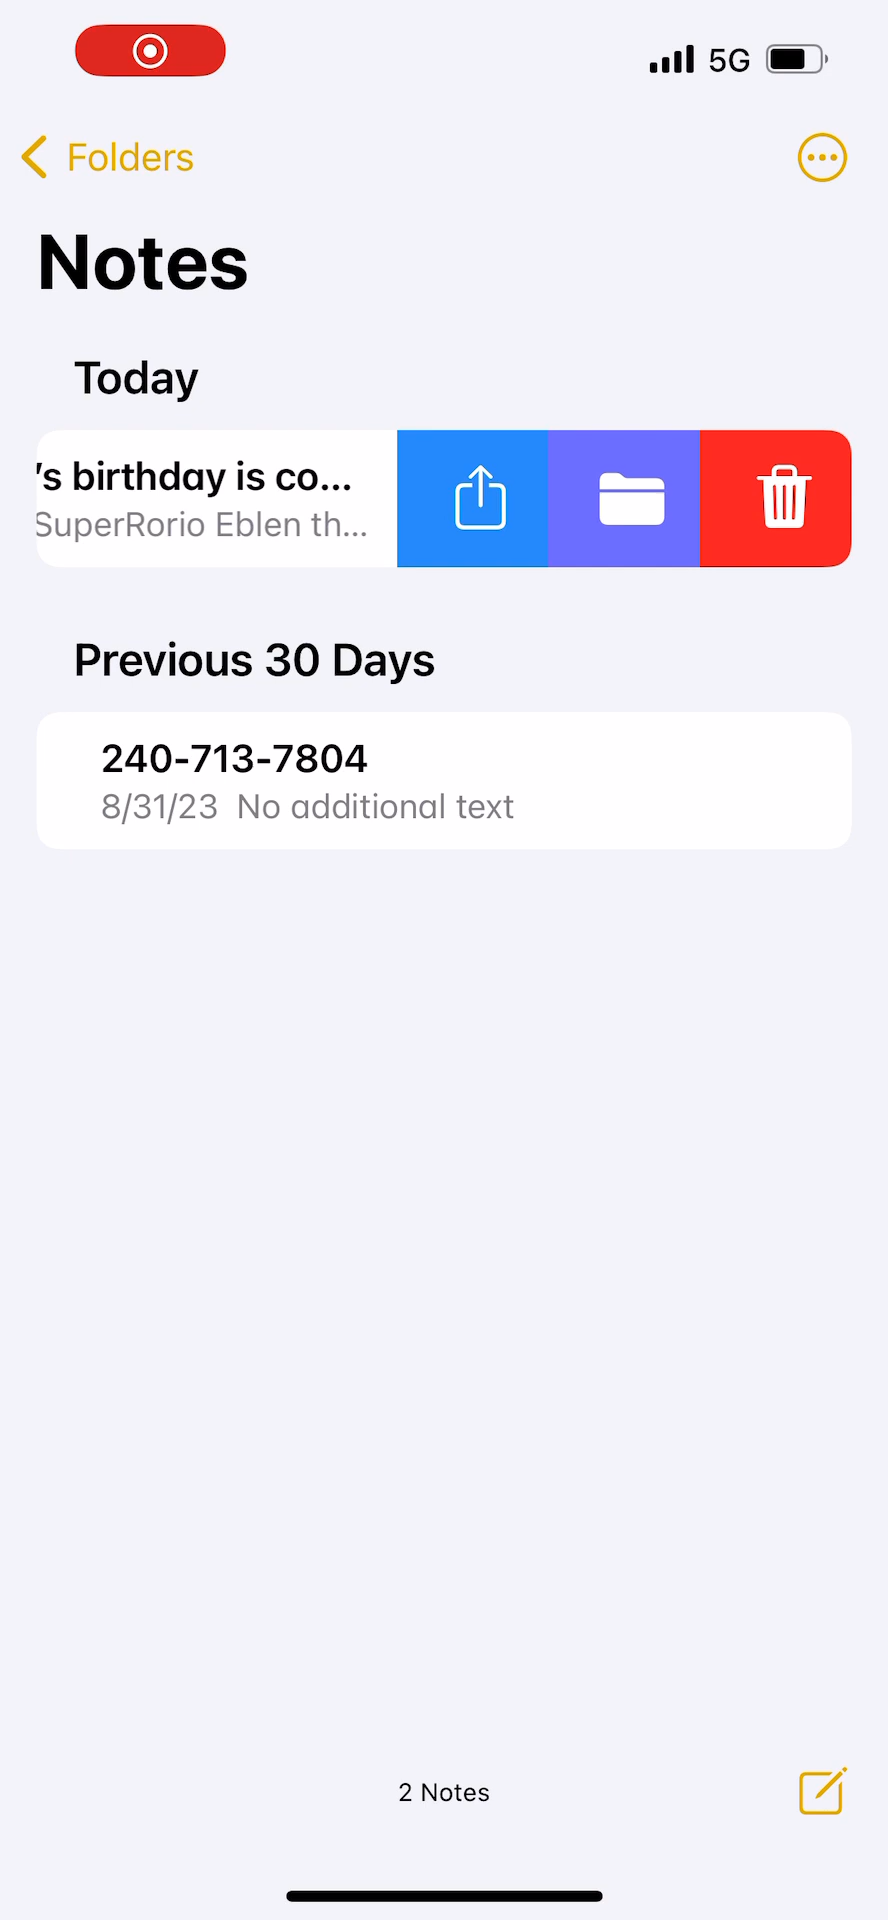 5G
Folders
Notes
Today
's birthday is co...
SuperRorio Eblen th...
Previous 30 Days
240-713-7804
8/31/23 No additional text
2 Notes